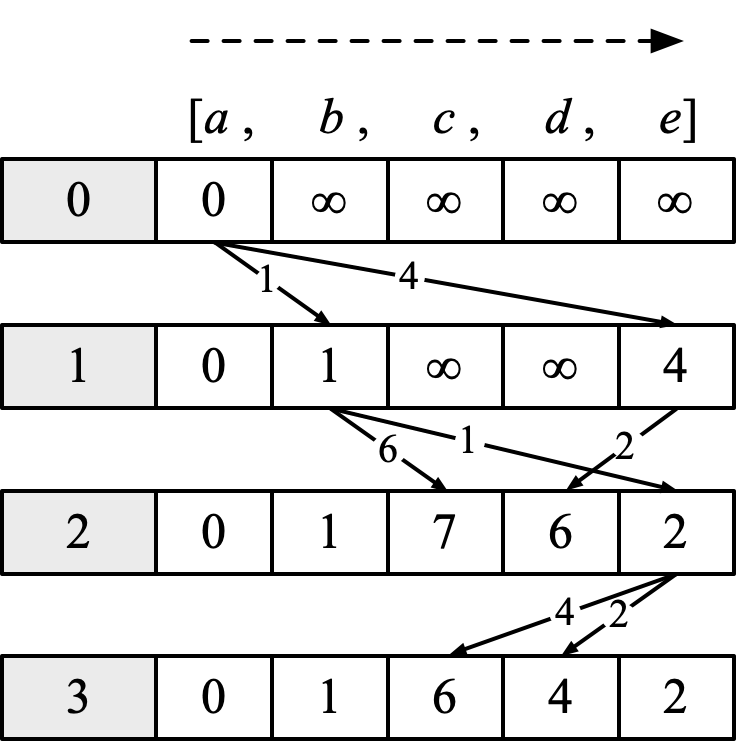 [a , b , c , d , e]
0 0 ∞ ∞ ∞ ∞
1 4
1 0 1 ∞ ∞ 4
6 1 2
2 0 1 7 6 2
4 2
3 0 1 6 4 2